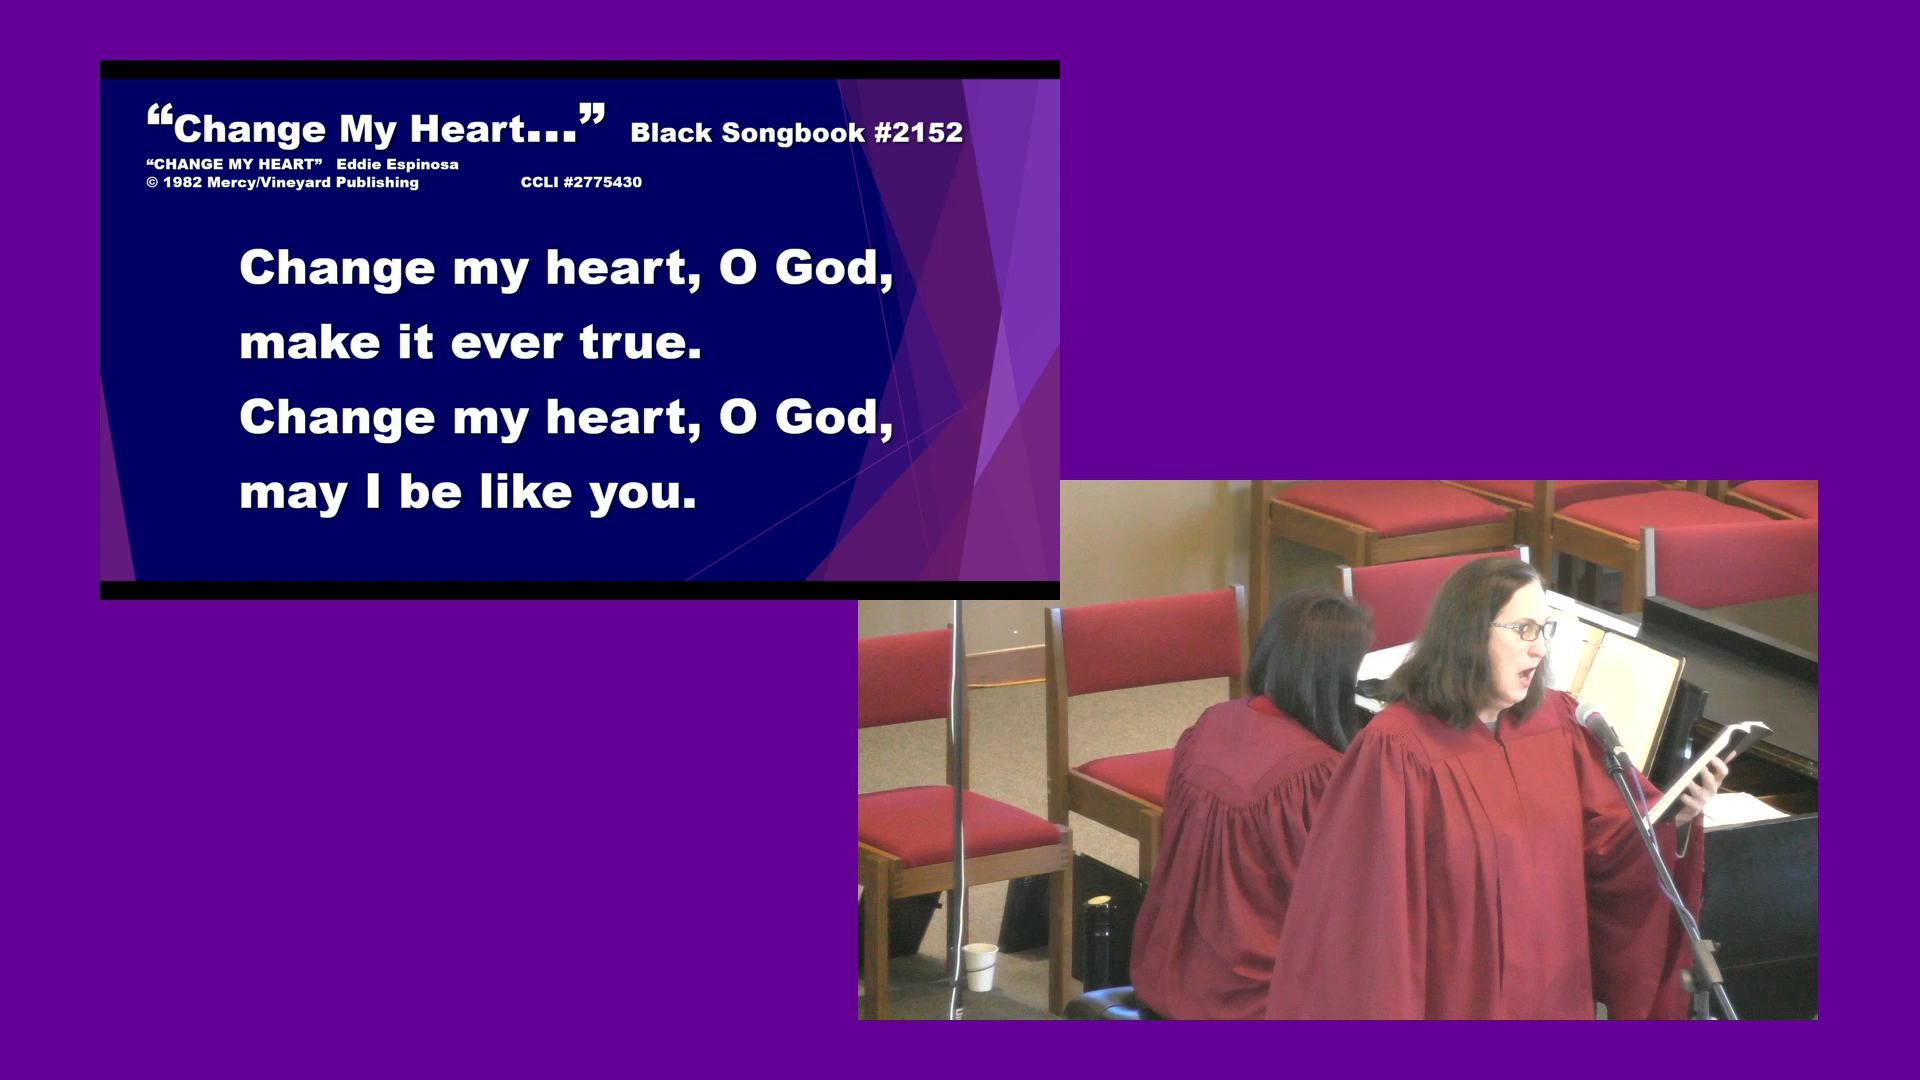 “Change My Heart...” Black Songbook #2152
“CHANGE MY HEART” Eddie Espinosa
© 1982 Mercy/Vineyard Publishing CCLI #2775430
Change my heart, O God,
make it ever true.
Change my heart, O God,
may I be like you.